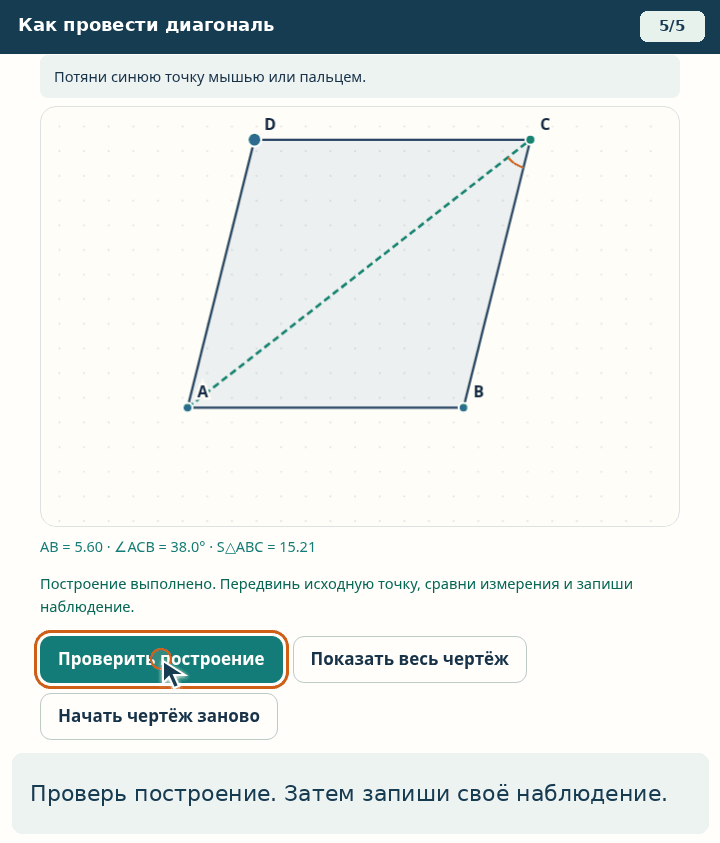 Как провести диагональ
5/5
Потяни синюю точку мышью или пальцем.
D
C
A
B
AB = 5.60 · ∠ACB = 38.0° · S△ABC = 15.21
Построение выполнено. Передвинь исходную точку, сравни измерения и запиши
наблюдение.
Проверить построение
Показать весь чертёж
Начать чертёж заново
Проверь построение. Затем запиши своё наблюдение.